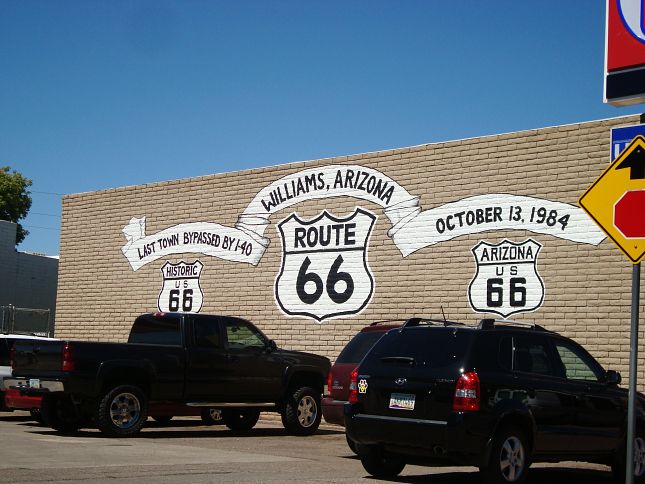 LAST TOWN BYPASSED BY I-40
WILLIAMS, ARIZONA
OCTOBER 13, 1984
HISTORIC
US
66
ROUTE
66
ARIZONA
US
66